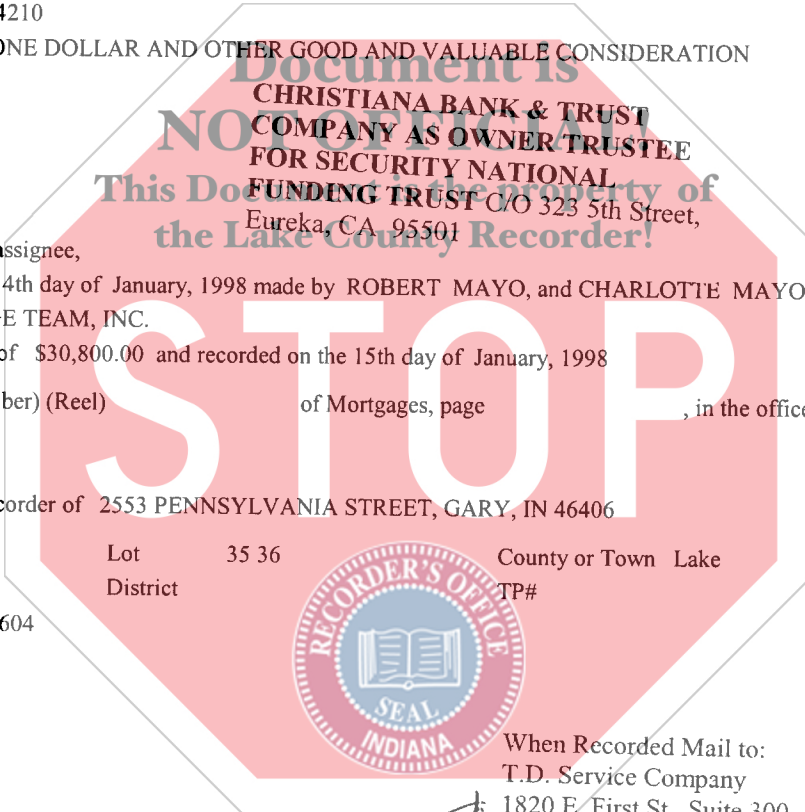 4210
ONE DOLLAR AND OTHER GOOD AND VALUABLE CONSIDERATION
Document is
NOT OFFICIAL!
This Document is the property of
the Lake County Recorder!
CHRISTIANA BANK & TRUST
COMPANY AS OWNER TRUSTEE
FOR SECURITY NATIONAL
FUNDING TRUST C/O 323 5th Street,
Eureka, CA 95501
assignee,
4th day of January, 1998 made by ROBERT MAYO, and CHARLOTTE MAYO
E TEAM, INC.
of $30,800.00 and recorded on the 15th day of January, 1998
ber) (Reel) of Mortgages, page , in the office
STOP
corder of 2553 PENNSYLVANIA STREET, GARY, IN 46406
Lot 35 36 County or Town Lake
District TP#
604
RECORDER'S OFFICE
SEAL
INDIANA
When Recorded Mail to:
T.D. Service Company
1820 E. First St., Suite 300